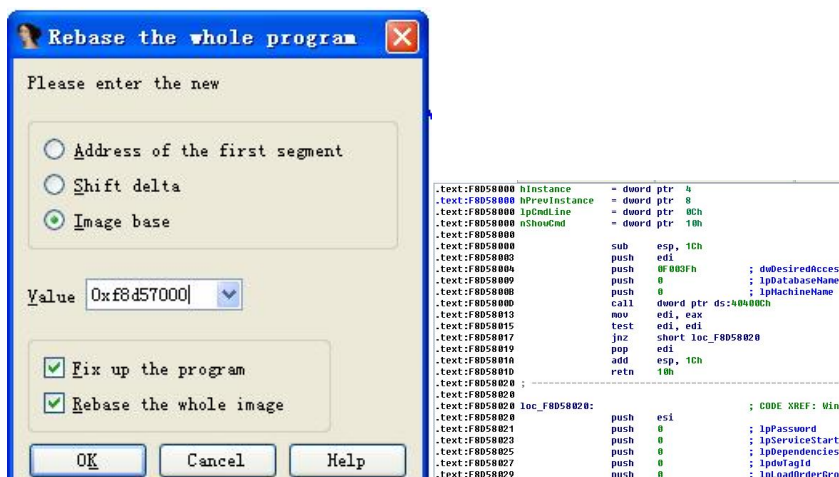 Rebase the whole program
Please enter the new
Address of the first segment
Shift delta
Image base
Value 0xf8d57000
Fix up the program
Rebase the whole image
OK Cancel Help
.text:F8D58000 hInstance = dword ptr 4
.text:F8D58000 hPrevInstance = dword ptr 8
.text:F8D58000 lpCmdLine = dword ptr 0Ch
.text:F8D58000 nShowCmd = dword ptr 10h
.text:F8D58000
.text:F8D58000 sub esp, 1Ch
.text:F8D58003 push edi
.text:F8D58004 push 0F003Fh ; dwDesiredAcces
.text:F8D58009 push 0 ; lpDatabaseName
.text:F8D5800B push 0 ; lpMachineName
.text:F8D5800D call dword ptr ds:40400Ch
.text:F8D58013 mov edi, eax
.text:F8D58015 test edi, edi
.text:F8D58017 jnz short loc_F8D58020
.text:F8D58019 pop edi
.text:F8D5801A add esp, 1Ch
.text:F8D5801D retn 10h
.text:F8D58020 ; ---------------------------------------------
.text:F8D58020
.text:F8D58020 loc_F8D58020: ; CODE XREF: Win
.text:F8D58020 push esi
.text:F8D58021 push 0 ; lpPassword
.text:F8D58023 push 0 ; lpServiceStart
.text:F8D58025 push 0 ; lpDependencies
.text:F8D58027 push 0 ; lpdwTagId
.text:F8D58029 push 0 ; lpLoadOrderGro